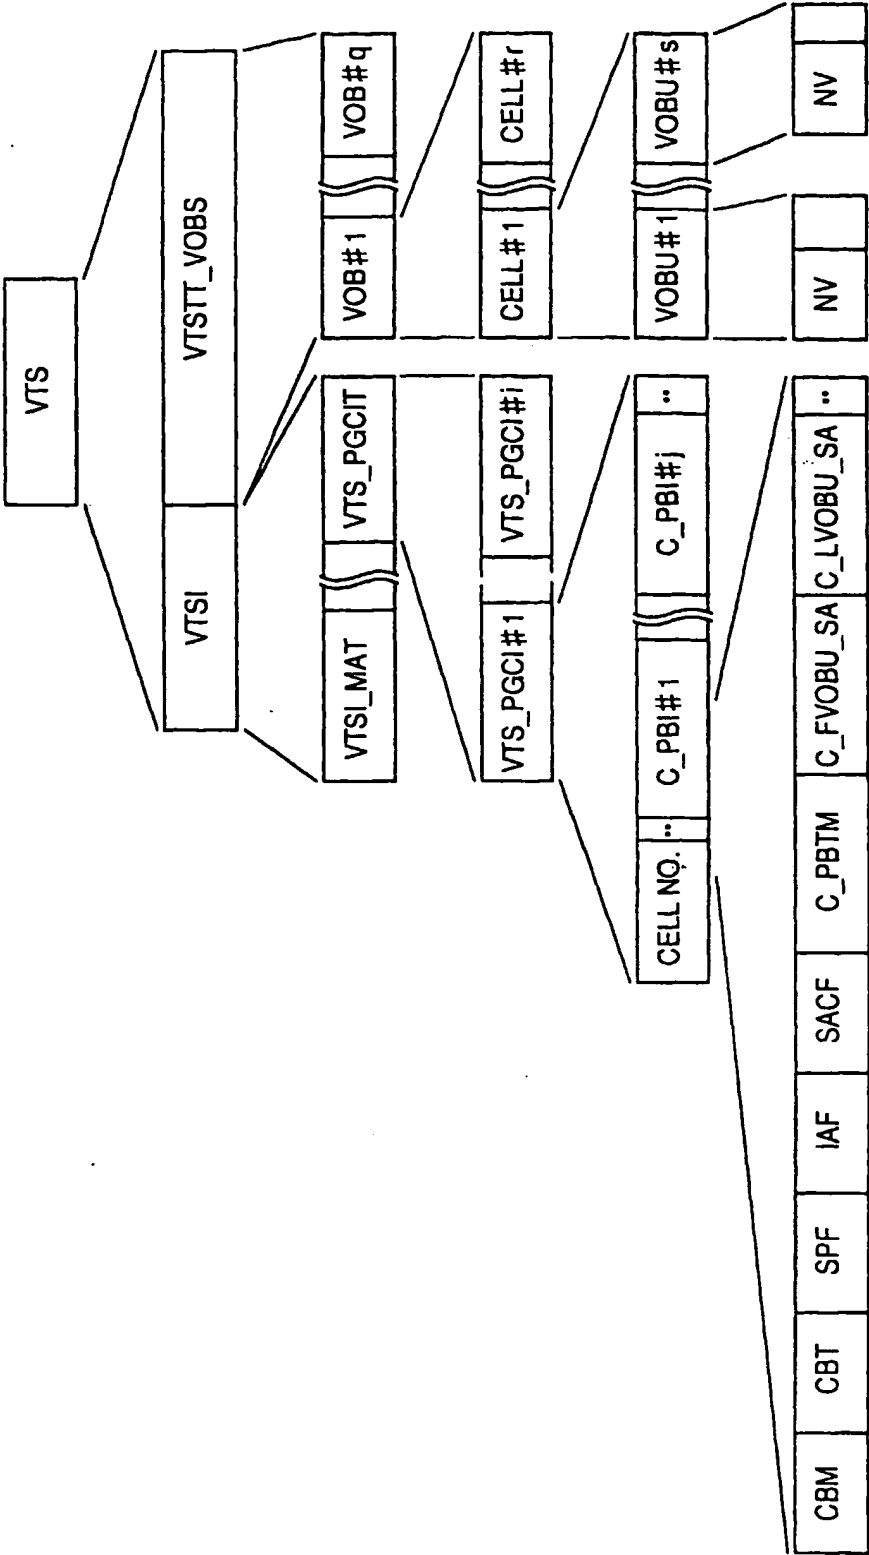 VTS
VTSI VTSTT_VOBS
VTSI_MAT VTS_PGCIT VOB#1 VOB#q
VTS_PGCI#1 VTS_PGCI#i CELL#1 CELL#r
CELL NO. ·· C_PBI#1 C_PBI#j ·· VOBU#1 VOBU#s
CBM CBT SPF IAF SACF C_PBTM C_FVOBU_SA C_LVOBU_SA ·· NV NV